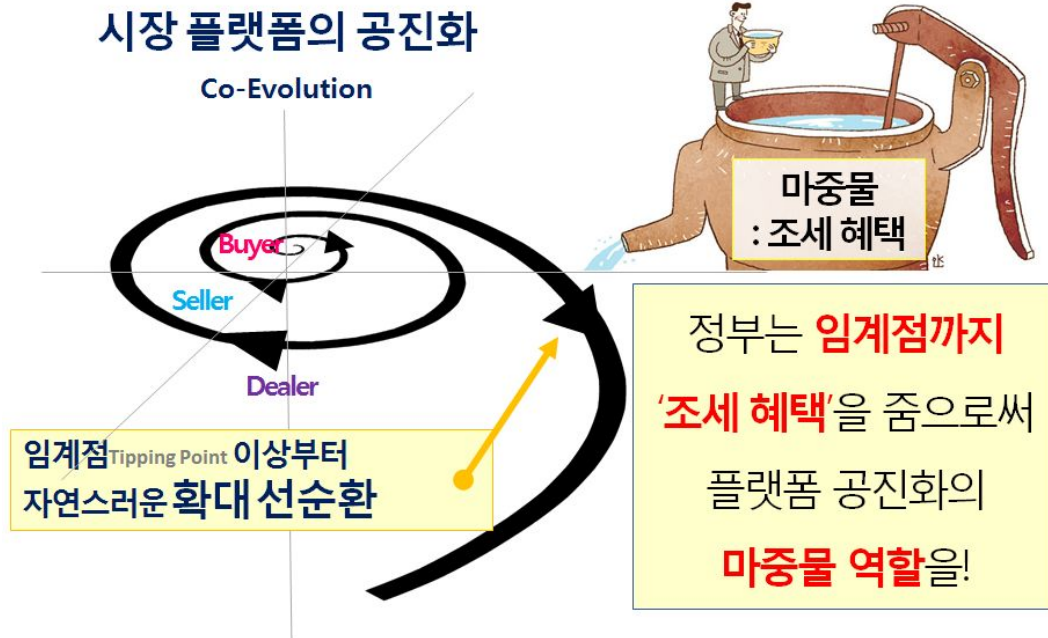 시장 플랫폼의 공진화
Co-Evolution
Buyer
Seller
Dealer
임계점Tipping Point 이상부터
자연스러운 확대 선순환
마중물
: 조세 혜택
정부는 임계점까지
‘조세 혜택’을 줌으로써
플랫폼 공진화의
마중물 역할을!